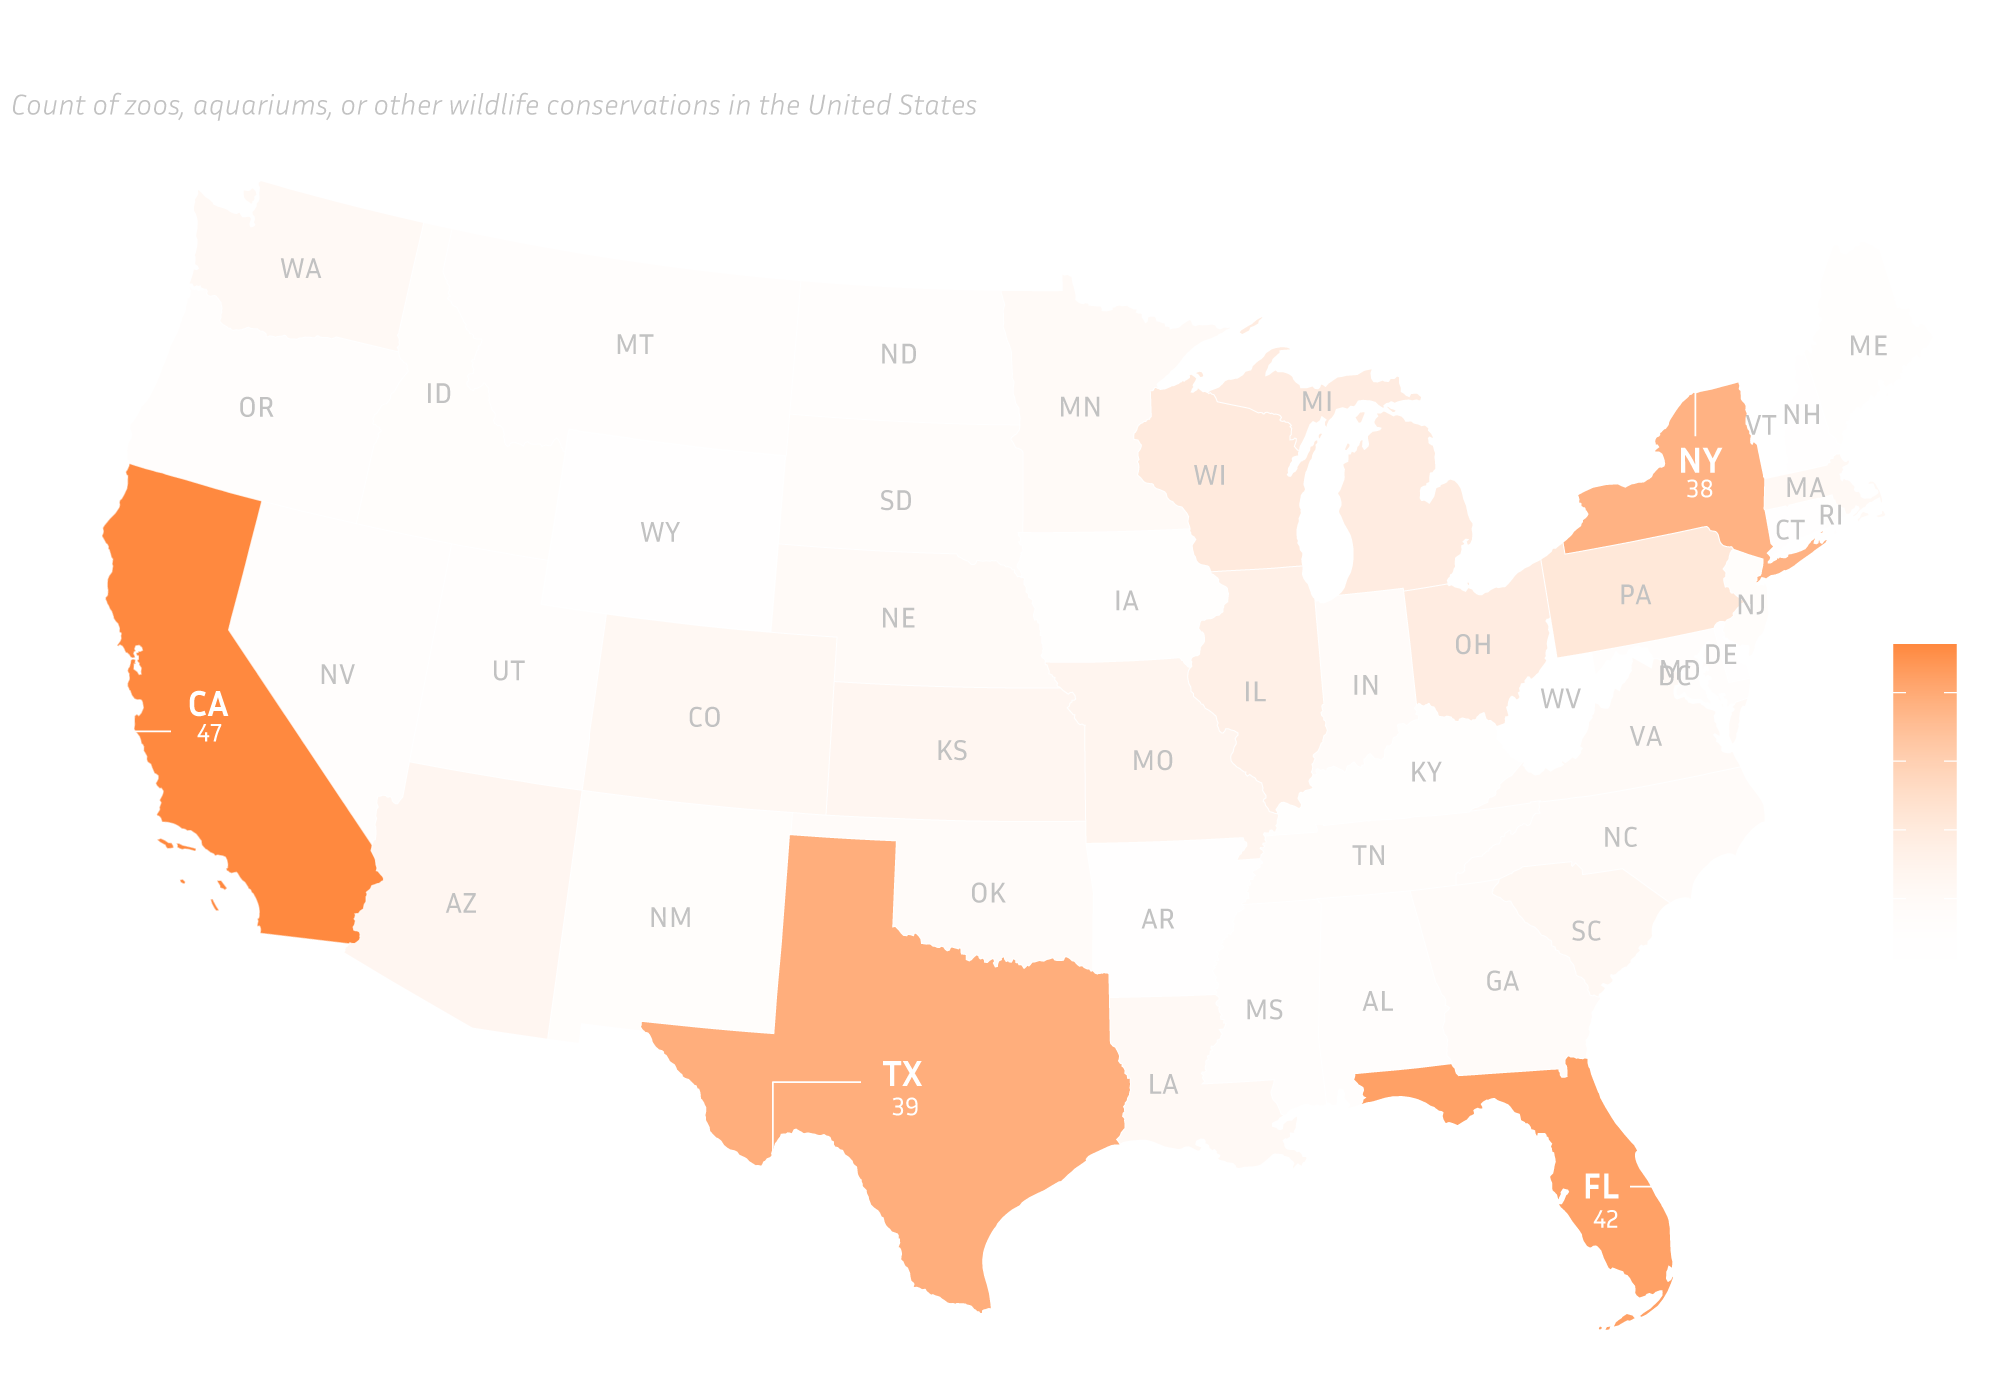 Count of zoos, aquariums, or other wildlife conservations in the United States
WA
MT
ND
ME
ID
OR
MN
MI
NH
VT
NY
38
WI
MA
SD
RI
CT
WY
IA
PA
NJ
NE
OH
DE
MD
DC
NV
UT
IN
IL
WV
CA
47
CO
VA
KS
MO
KY
NC
TN
AZ
OK
NM
AR
SC
GA
AL
MS
TX
39
LA
FL
42